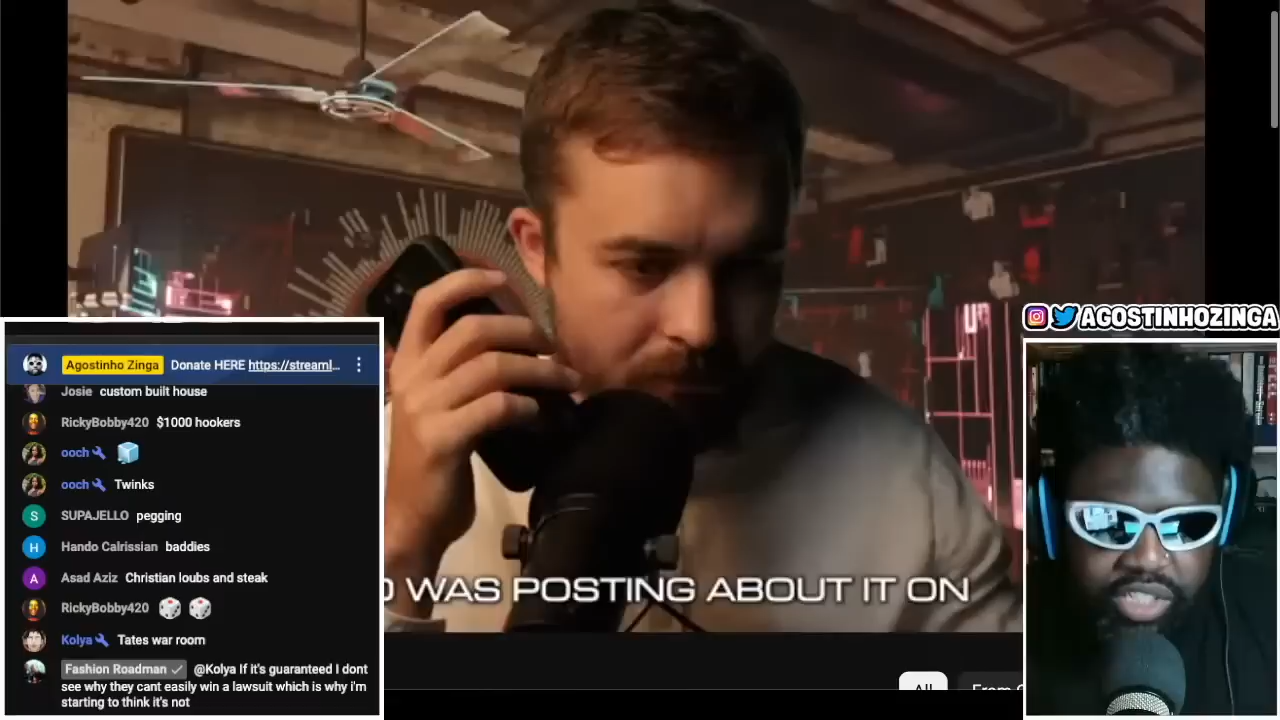 AGOSTINHOZINGA
Agostinho Zinga Donate HERE https://streaml...
Josie custom built house
RickyBobby420 $1000 hookers
ooch
ooch Twinks
S SUPAJELLO pegging
H Hando Calrissian baddies
A Asad Aziz Christian loubs and steak
RickyBobby420
Kolya Tates war room
Fashion Roadman @Kolya If it's guaranteed I dont
see why they cant easily win a lawsuit which is why i'm
starting to think it's not
WAS POSTING ABOUT IT ON
All